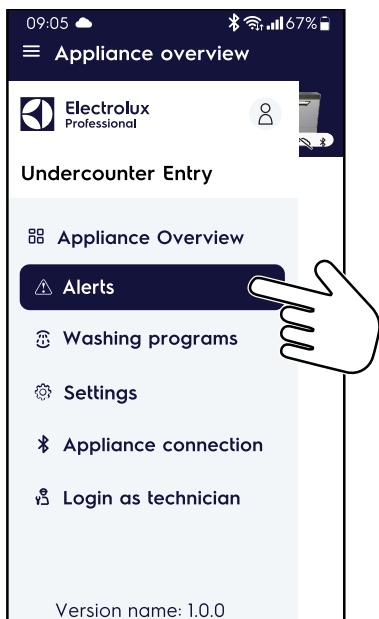 09:05 67%
Appliance overview
Electrolux
Professional
Undercounter Entry
Appliance Overview
Alerts
Washing programs
Settings
Appliance connection
Login as technician
Version name: 1.0.0